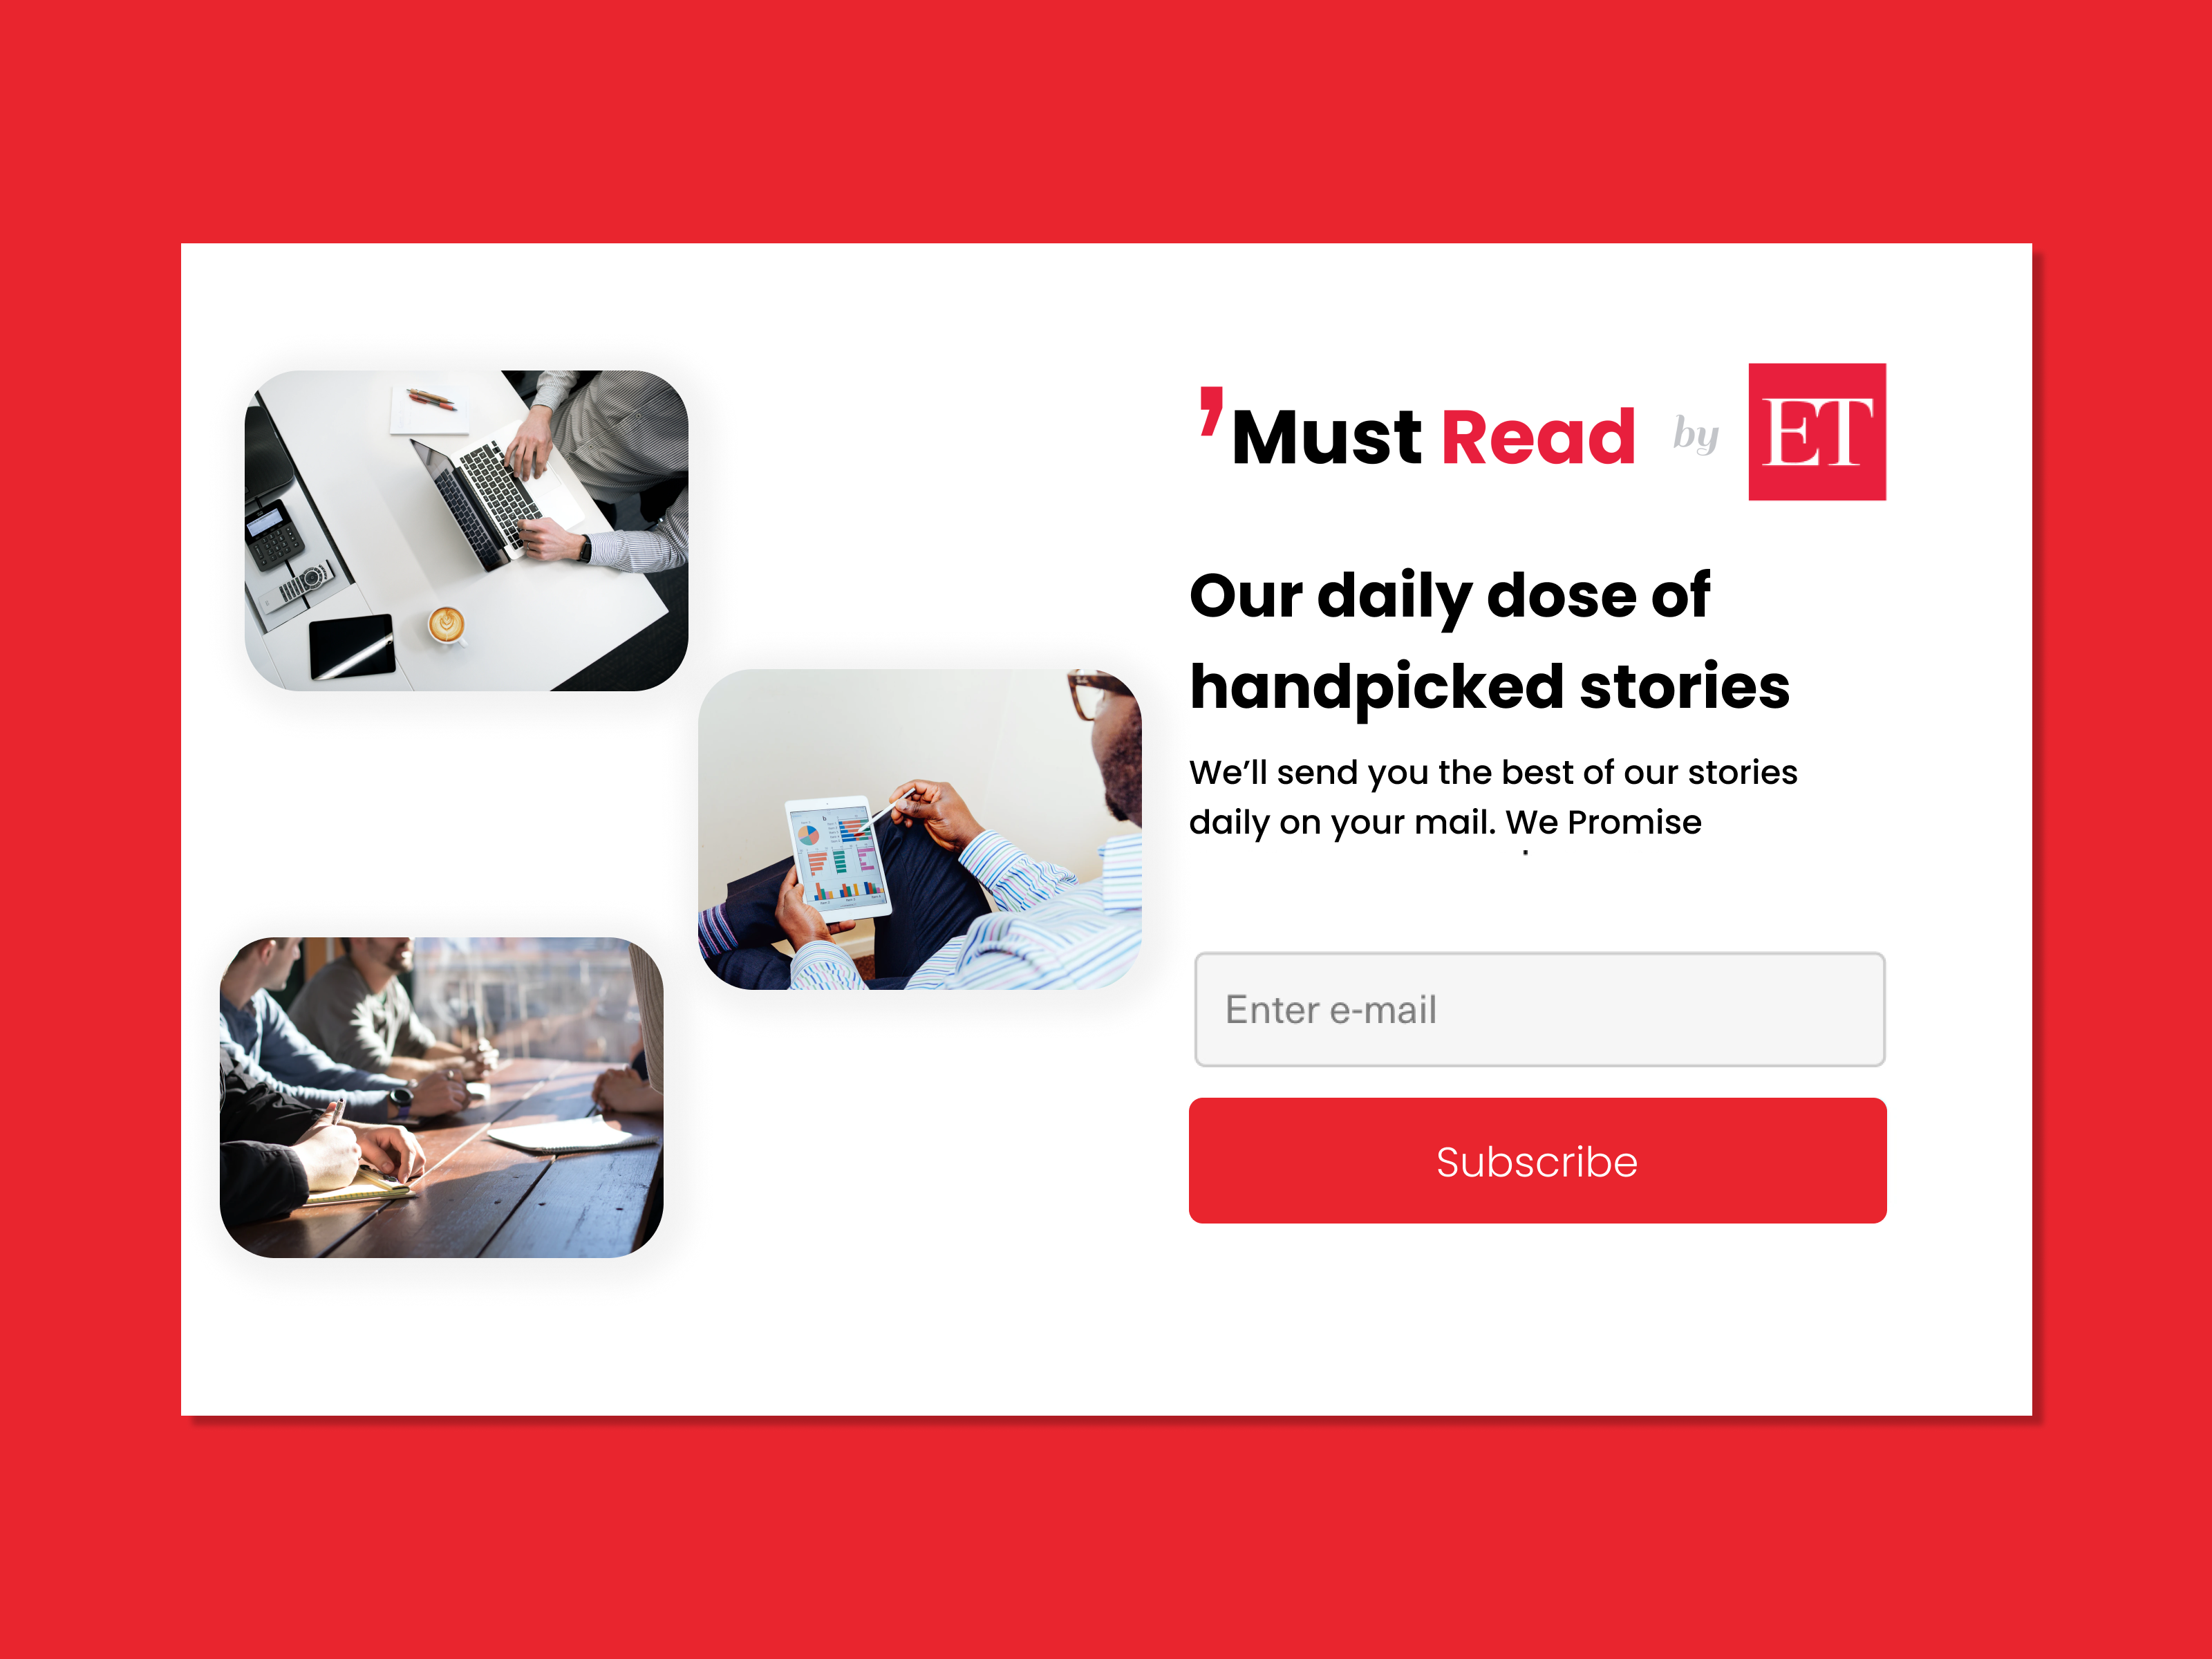 ’Must Read by ET
Our daily dose of
handpicked stories
We’ll send you the best of our stories
daily on your mail. We Promise
Enter e-mail
Subscribe